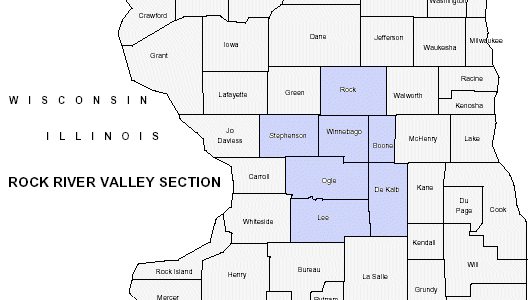 Washington
Crawford
Dane
Jefferson
Milwaukee
Iowa
Waukesha
Grant
Racine
Rock
Green
Lafayette
Walworth
WISCONSIN
Kenosha
Jo
Daviess
Stephenson
Winnebago
Boone
McHenry
Lake
ILLINOIS
Carroll
Ogle
De Kalb
Kane
ROCK RIVER VALLEY SECTION
Du
Page
Cook
Whiteside
Lee
Kendall
Will
Rock Island
Henry
Bureau
La Salle
Grundy
Mercer
Putnam